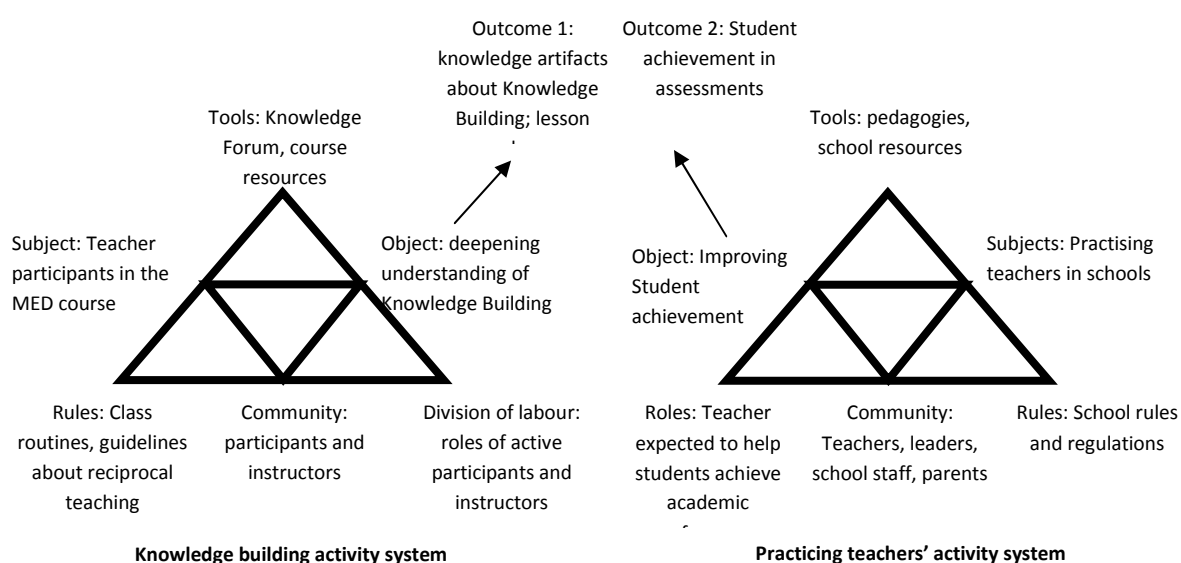 Outcome 1:
knowledge artifacts
about Knowledge
Building; lesson
Outcome 2: Student
achievement in
assessments
Tools: Knowledge
Forum, course
resources
Tools: pedagogies,
school resources
Subject: Teacher
participants in the
MED course
Object: deepening
understanding of
Knowledge Building
Object: Improving
Student
achievement
Subjects: Practising
teachers in schools
Rules: Class
routines, guidelines
about reciprocal
teaching
Community:
participants and
instructors
Division of labour:
roles of active
participants and
instructors
Roles: Teacher
expected to help
students achieve
academic
Community:
Teachers, leaders,
school staff, parents
Rules: School rules
and regulations
Knowledge building activity system
Practicing teachers’ activity system